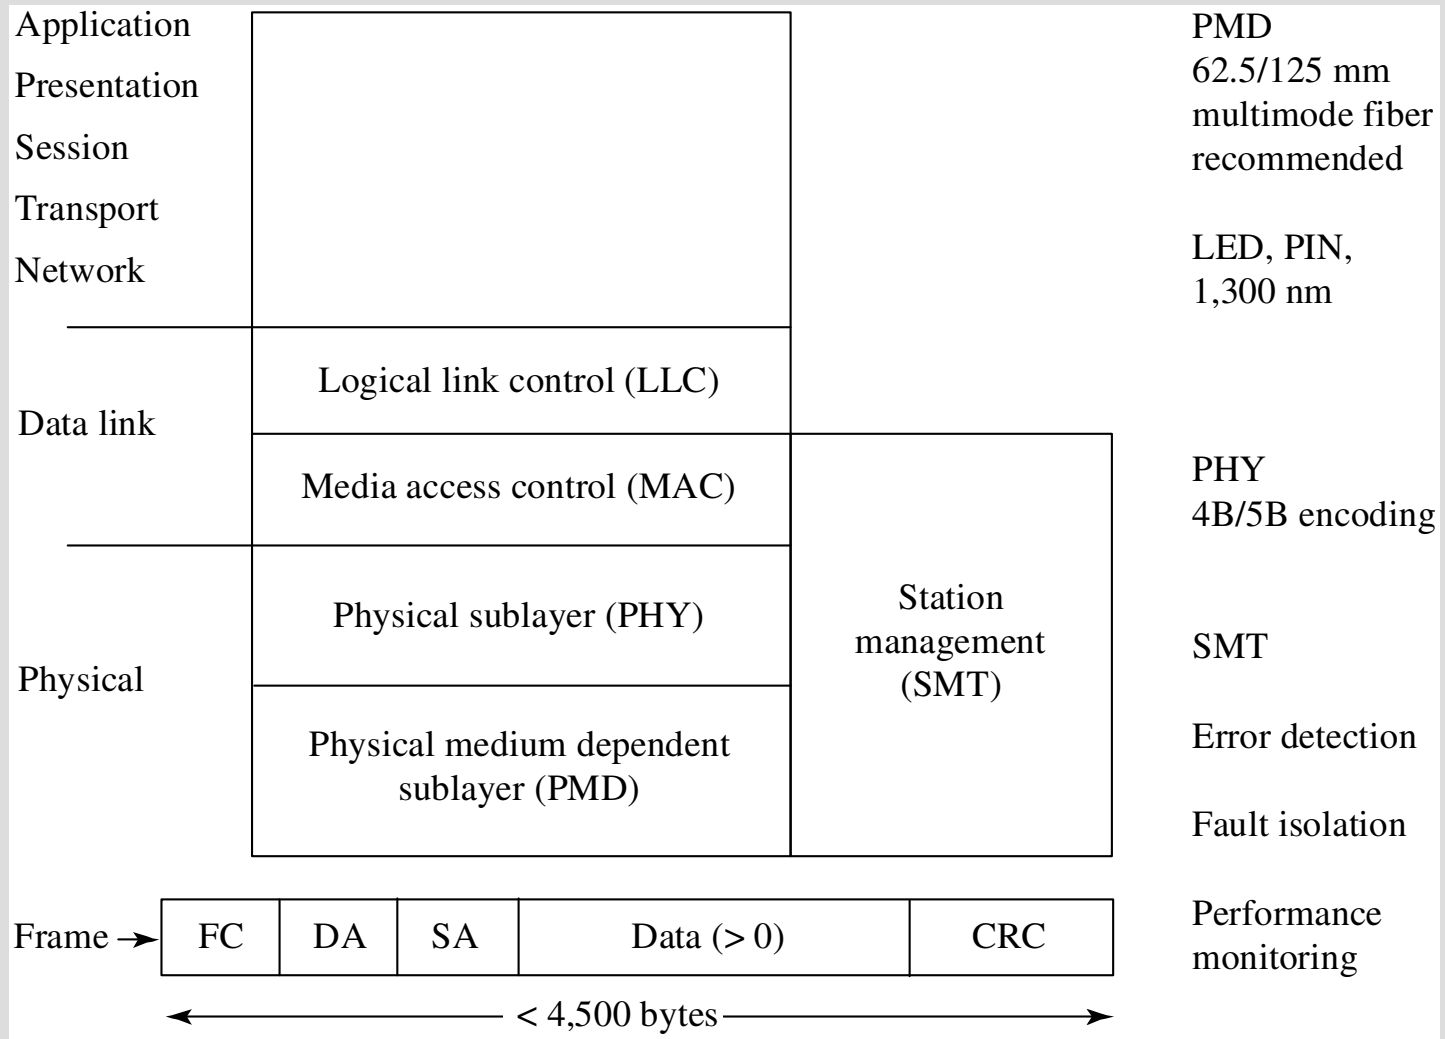 Application
Presentation
Session
Transport
Network
Data link
Physical
Logical link control (LLC)
Media access control (MAC)
Physical sublayer (PHY)
Physical medium dependent
sublayer (PMD)
Station
management
(SMT)
PMD
62.5/125 mm
multimode fiber
recommended
LED, PIN,
1,300 nm
PHY
4B/5B encoding
SMT
Error detection
Fault isolation
Performance
monitoring
Frame
FC
DA
SA
Data (> 0)
CRC
< 4,500 bytes